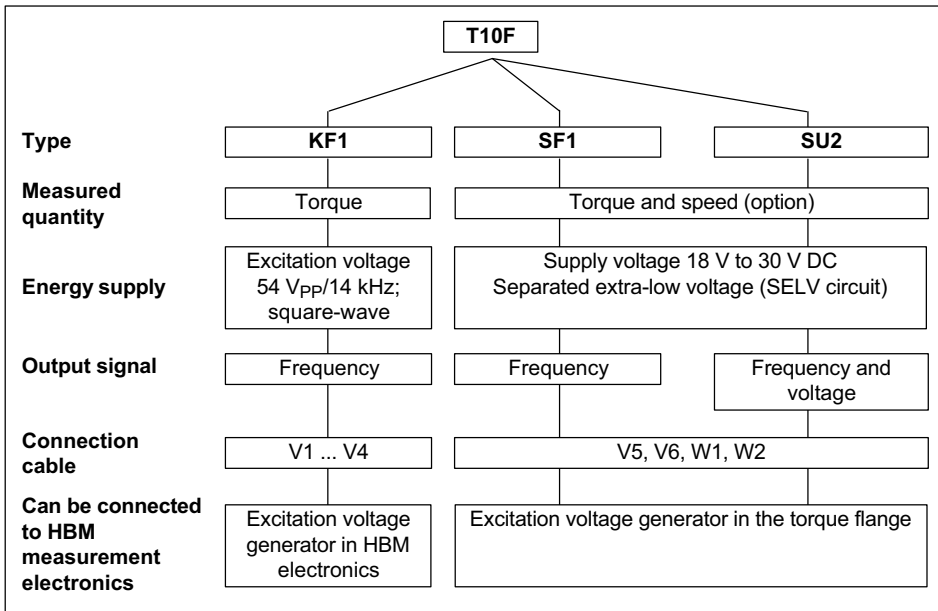 T10F
Type
KF1
SF1
SU2
Measured
quantity
Torque
Torque and speed (option)
Energy supply
Excitation voltage
54 VPP/14 kHz;
square-wave
Supply voltage 18 V to 30 V DC
Separated extra-low voltage (SELV circuit)
Output signal
Frequency
Frequency
Frequency and
voltage
Connection
cable
V1 ... V4
V5, V6, W1, W2
Can be connected
to HBM
measurement
electronics
Excitation voltage
generator in HBM
electronics
Excitation voltage generator in the torque flange